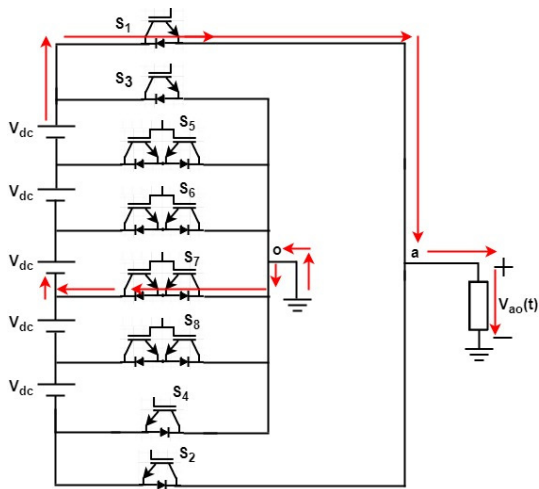 S1
S3
Vdc
S5
Vdc
S6
Vdc
S7
o
a
+
Vao(t)
Vdc
S8
−
Vdc
S4
S2